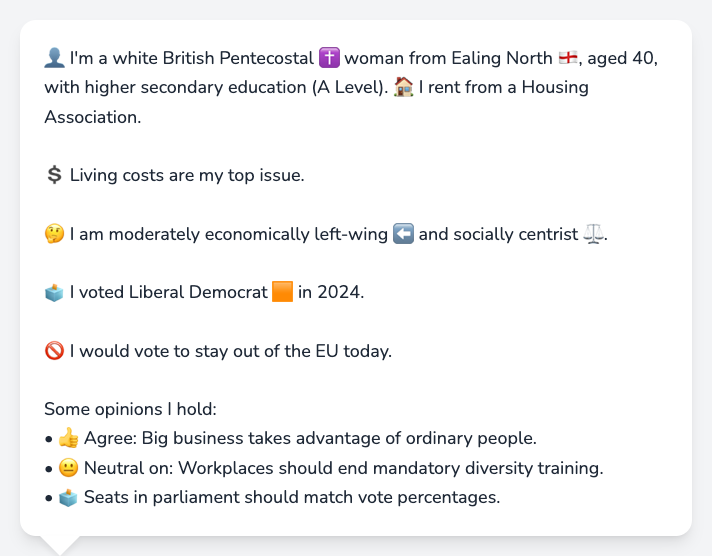 👤 I'm a white British Pentecostal ✝️ woman from Ealing North 🏴󠁧󠁢󠁥󠁮󠁧󠁿, aged 40,
with higher secondary education (A Level). 🏠 I rent from a Housing
Association.
💲 Living costs are my top issue.
🤔 I am moderately economically left-wing ⬅️ and socially centrist ⚖️.
🗳️ I voted Liberal Democrat 🟧 in 2024.
🚫 I would vote to stay out of the EU today.
Some opinions I hold:
• 👍 Agree: Big business takes advantage of ordinary people.
• 😐 Neutral on: Workplaces should end mandatory diversity training.
• 🗳️ Seats in parliament should match vote percentages.